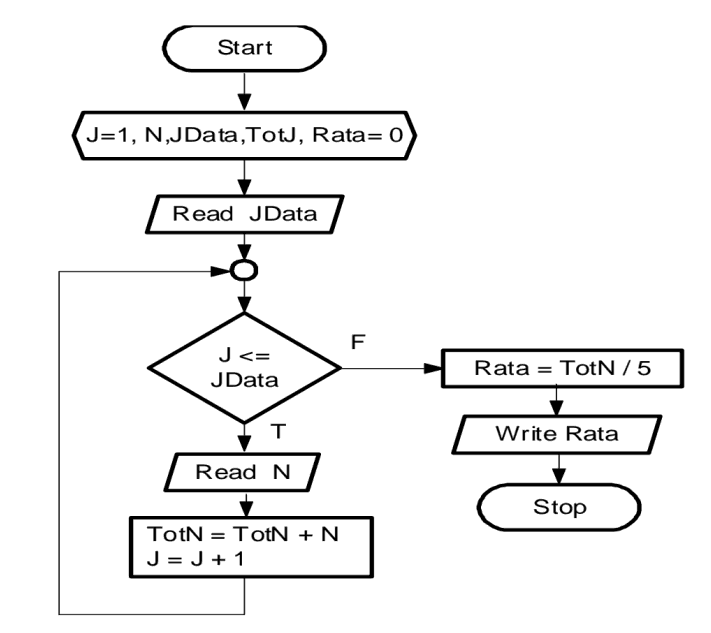 Start
J=1, N,JData,TotJ, Rata= 0
Read JData
J <=
JData
F
T
Read N
TotN = TotN + N
J = J + 1
Rata = TotN / 5
Write Rata
Stop